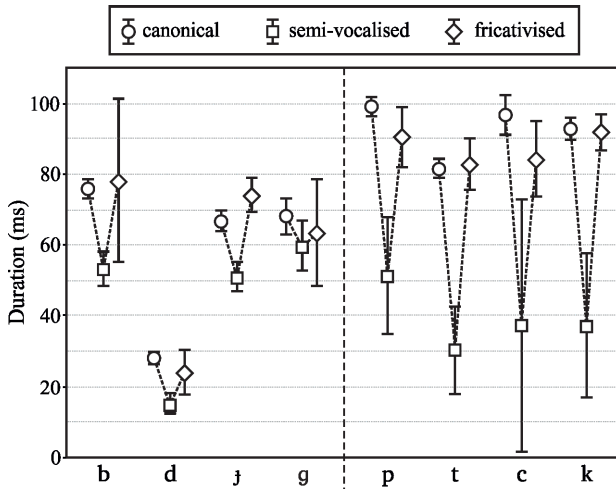 canonical semi-vocalised fricativised
Duration (ms)
100
80
60
40
20
0
b d ɟ ɡ p t c k